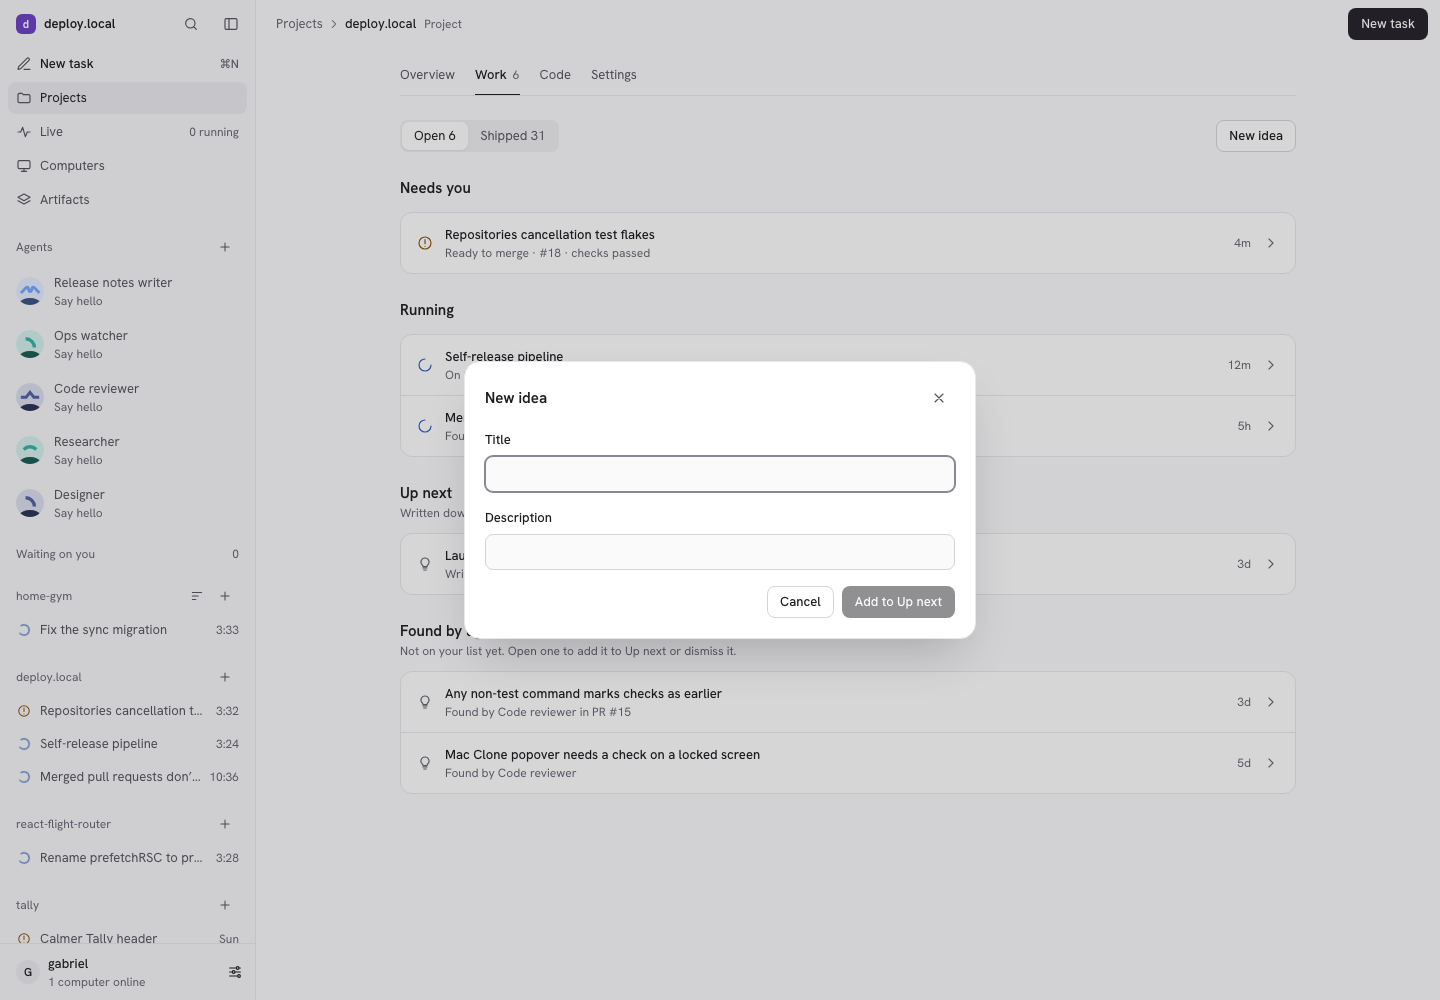 d deploy.local
New task ⌘N
Projects
Live 0 running
Computers
Artifacts
Agents
Release notes writer
Say hello
Ops watcher
Say hello
Code reviewer
Say hello
Researcher
Say hello
Designer
Say hello
Waiting on you 0
home-gym
Fix the sync migration 3:33
deploy.local
Repositories cancellation t... 3:32
Self-release pipeline 3:24
Merged pull requests don’... 10:36
react-flight-router
Rename prefetchRSC to pr... 3:28
tally
Calmer Tally header Sun
G gabriel
1 computer online
Projects > deploy.local Project
New task
Overview Work 6 Code Settings
Open 6 Shipped 31
New idea
Needs you
Repositories cancellation test flakes
Ready to merge · #18 · checks passed
4m
Running
Self-release pipeline
On
12m
Me
Fou
5h
Up next
Written dow
Lau
Wri
3d
New idea
Title
Description
Cancel
Add to Up next
Found by
Not on your list yet. Open one to add it to Up next or dismiss it.
Any non-test command marks checks as earlier
Found by Code reviewer in PR #15
3d
Mac Clone popover needs a check on a locked screen
Found by Code reviewer
5d